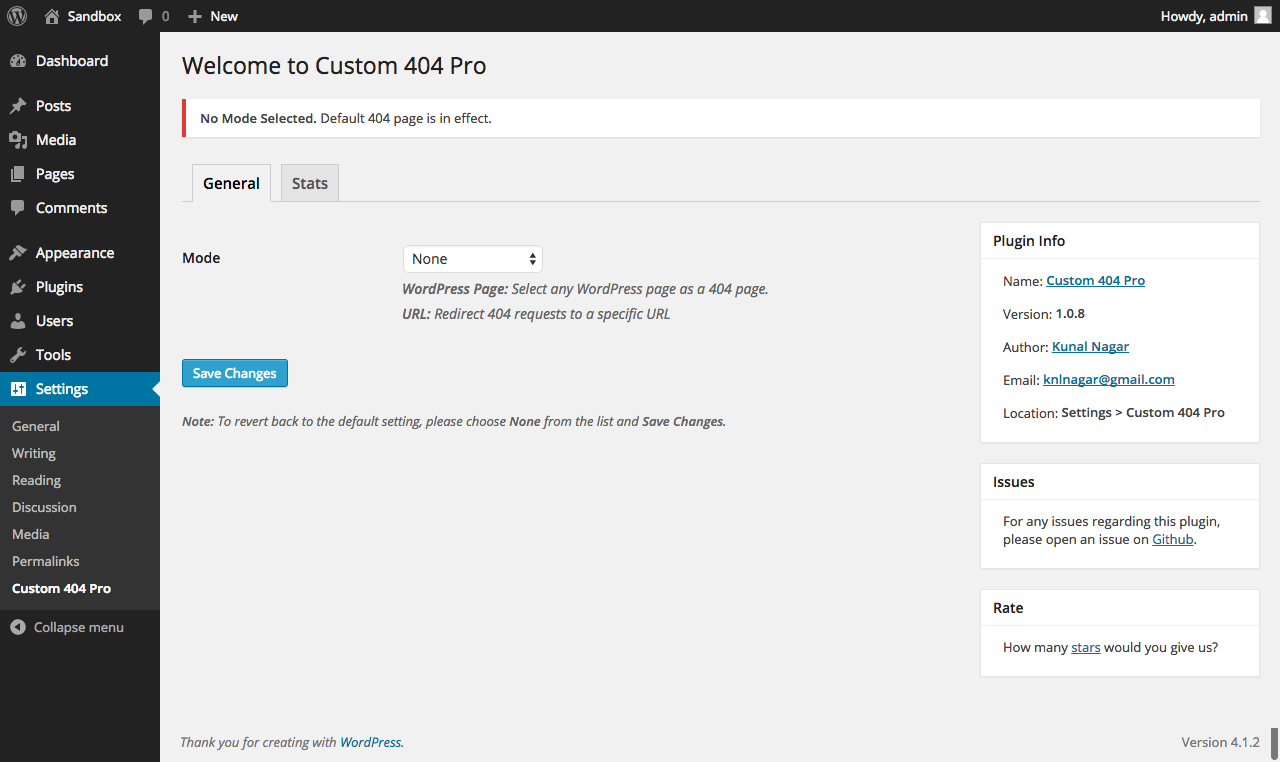 Sandbox 0 New Howdy, admin
Dashboard
Posts
Media
Pages
Comments
Appearance
Plugins
Users
Tools
Settings
General
Writing
Reading
Discussion
Media
Permalinks
Custom 404 Pro
Collapse menu
Welcome to Custom 404 Pro
No Mode Selected. Default 404 page is in effect.
General Stats
Mode None
WordPress Page: Select any WordPress page as a 404 page.
URL: Redirect 404 requests to a specific URL
Save Changes
Note: To revert back to the default setting, please choose None from the list and Save Changes.
Plugin Info
Name: Custom 404 Pro
Version: 1.0.8
Author: Kunal Nagar
Email: knlnagar@gmail.com
Location: Settings > Custom 404 Pro
Issues
For any issues regarding this plugin,
please open an issue on Github.
Rate
How many stars would you give us?
Thank you for creating with WordPress. Version 4.1.2